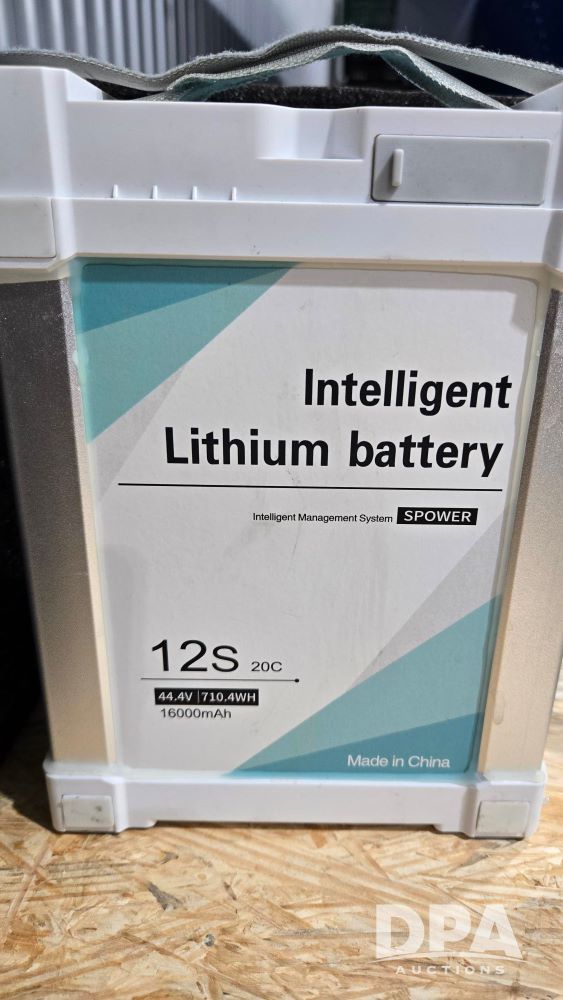 Intelligent
Lithium battery
Intelligent Management System SPOWER
12S 20C
44.4V | 710.4WH
16000mAh
Made in China
DPA
AUCTIONS